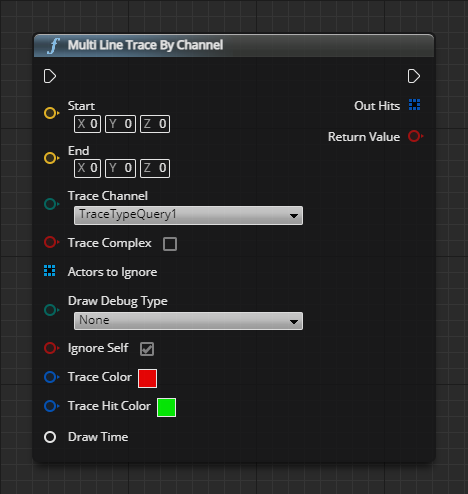 f Multi Line Trace By Channel
Start
Out Hits
X 0 Y 0 Z 0
Return Value
End
X 0 Y 0 Z 0
Trace Channel
TraceTypeQuery1
Trace Complex
Actors to Ignore
Draw Debug Type
None
Ignore Self
Trace Color
Trace Hit Color
Draw Time